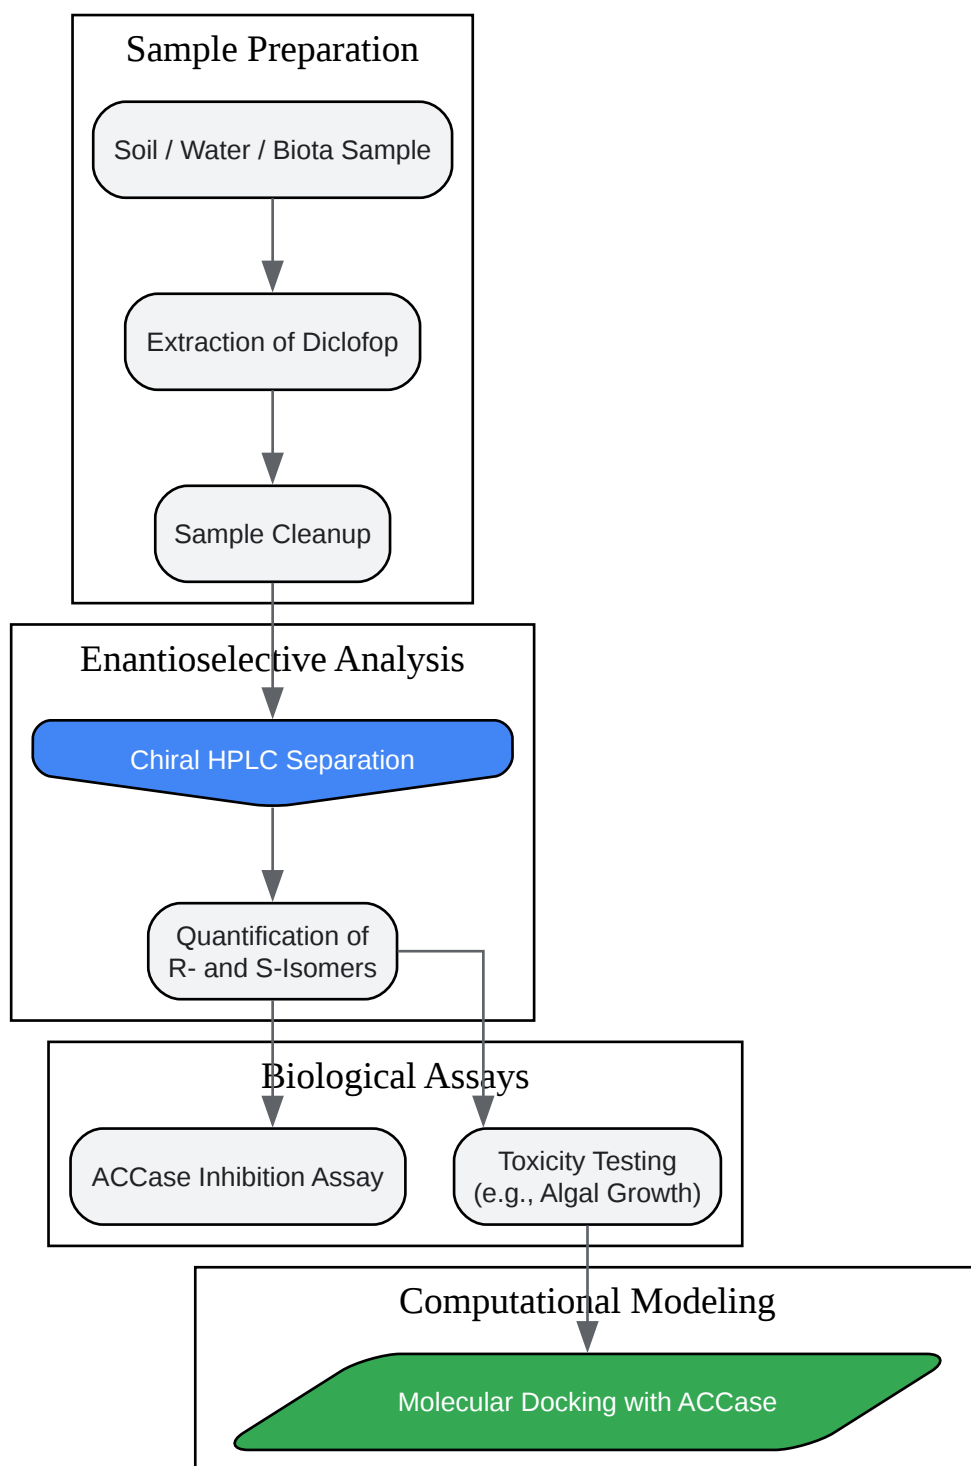 Sample Preparation
Soil / Water / Biota Sample
Extraction of Diclofop
Sample Cleanup
Enantioselective Analysis
Chiral HPLC Separation
Quantification of
R- and S-Isomers
Biological Assays
ACCase Inhibition Assay
Toxicity Testing
(e.g., Algal Growth)
Computational Modeling
Molecular Docking with ACCase